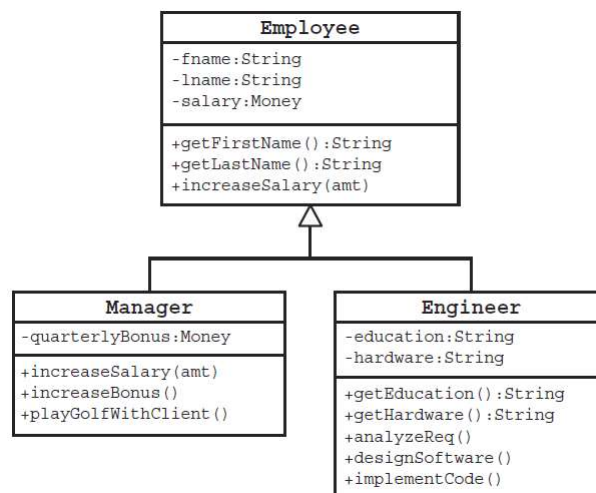 Employee
-fname:String
-lname:String
-salary:Money
+getFirstName():String
+getLastName():String
+increaseSalary(amt)
Manager
-quarterlyBonus:Money
+increaseSalary(amt)
+increaseBonus()
+playGolfWithClient()
Engineer
-education:String
-hardware:String
+getEducation():String
+getHardware():String
+analyzeReq()
+designSoftware()
+implementCode()